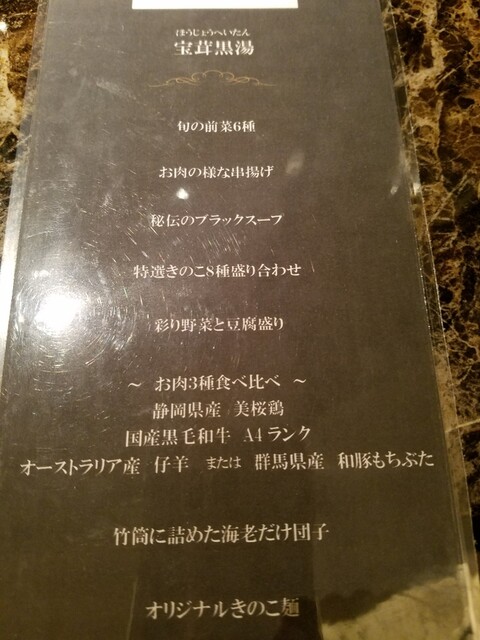 ほうじょうへいたん
宝茸黒湯
旬の前菜6種
お肉の様な串揚げ
秘伝のブラックスープ
特選きのこ8種盛り合わせ
彩り野菜と豆腐盛り
～ お肉3種食べ比べ ～
静岡県産 美桜鶏
国産黒毛和牛 A4ランク
オーストラリア産 仔羊 または 群馬県産 和豚もちぶた
竹筒に詰めた海老だけ団子
オリジナルきのこ麺